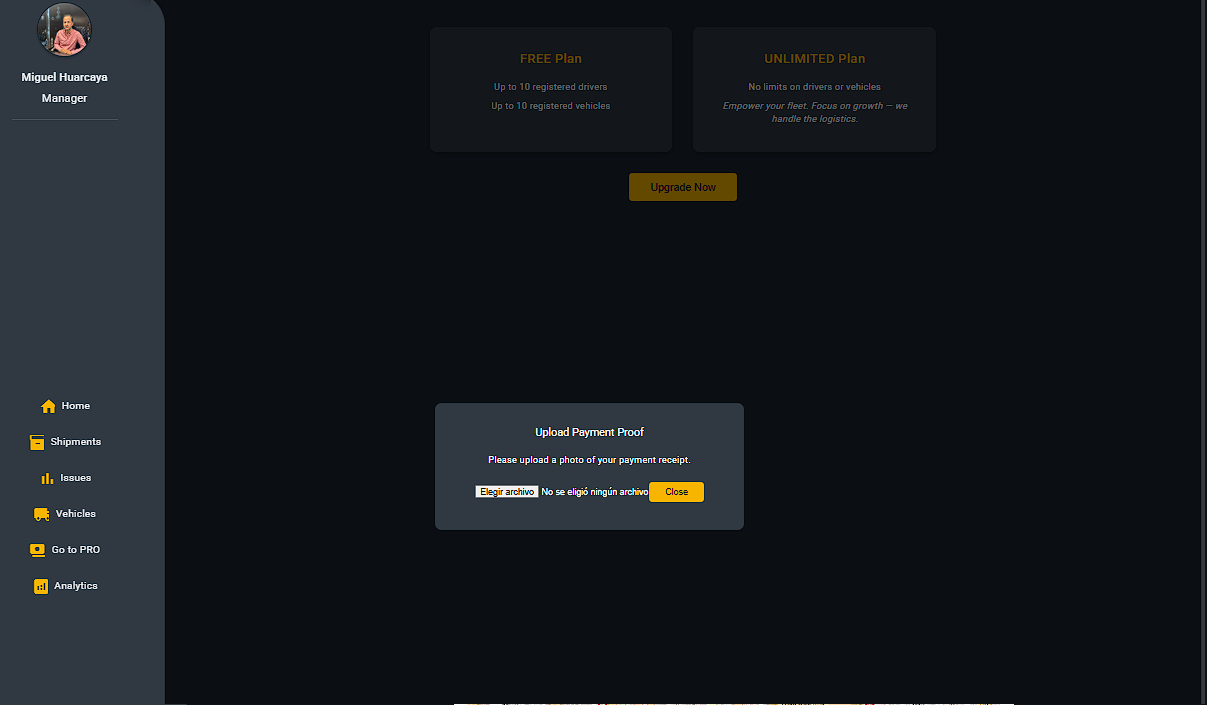 Miguel Huarcaya
Manager
Home
Shipments
Issues
Vehicles
Go to PRO
Analytics
FREE Plan
Up to 10 registered drivers
Up to 10 registered vehicles
UNLIMITED Plan
No limits on drivers or vehicles
Empower your fleet. Focus on growth — we
handle the logistics.
Upgrade Now
Upload Payment Proof
Please upload a photo of your payment receipt.
Elegir archivo No se eligió ningún archivo Close